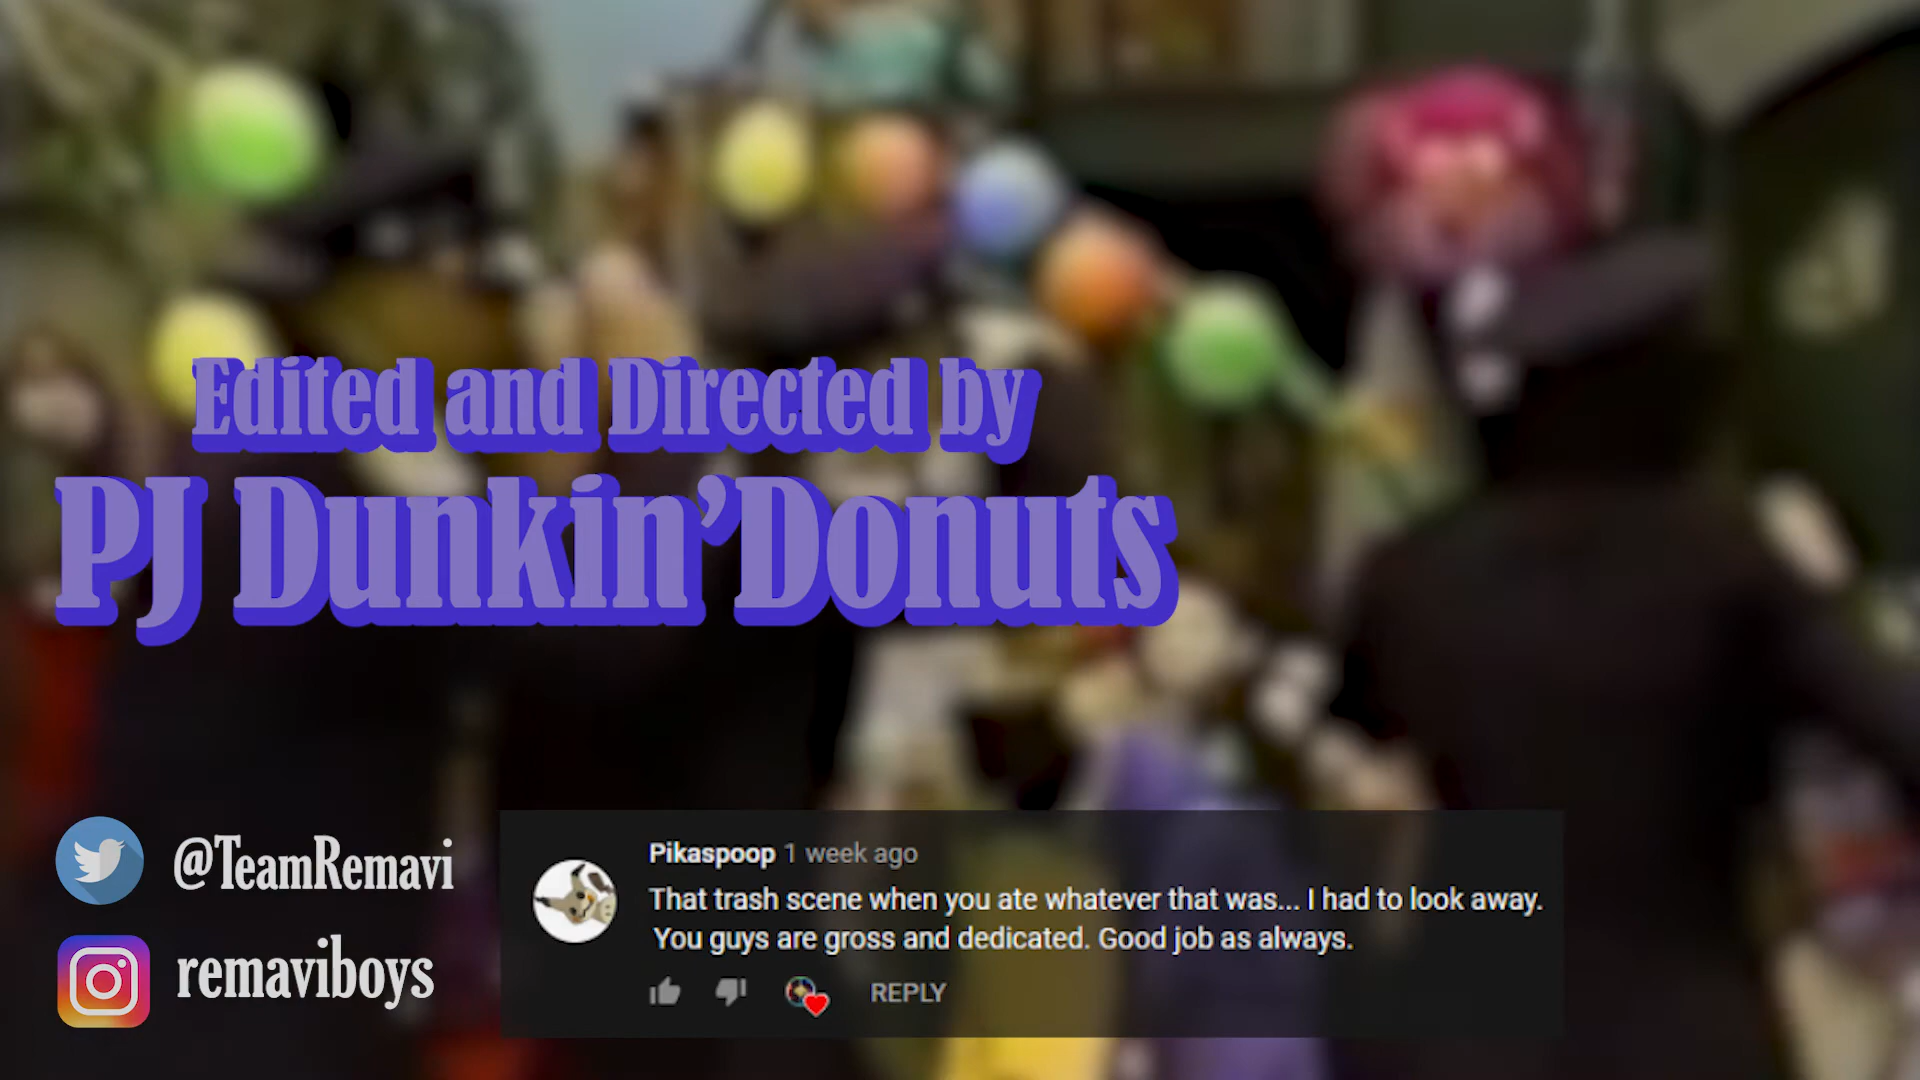 Edited and Directed by
PJ Dunkin'Donuts
@TeamRemavi
remaviboys
Pikaspoop 1 week ago
That trash scene when you ate whatever that was... I had to look away.
You guys are gross and dedicated. Good job as always.
REPLY